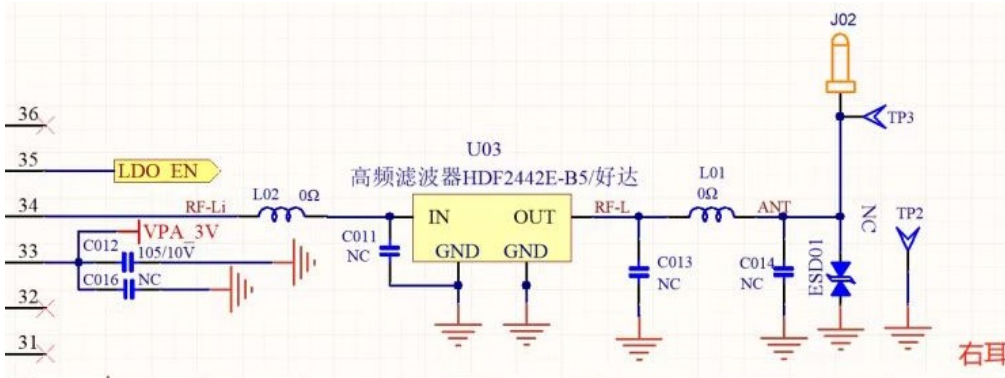 J02
36
TP3
35
LDO_EN
U03
高频滤波器HDF2442E-B5/好达
L02
0Ω
L01
0Ω
34
RF-Li
IN
OUT
RF-L
ANT
NC
TP2
VPA_3V
C011
NC
GND
GND
33
C012
105/10V
C016
NC
C013
NC
C014
NC
ESD01
32
31
右耳